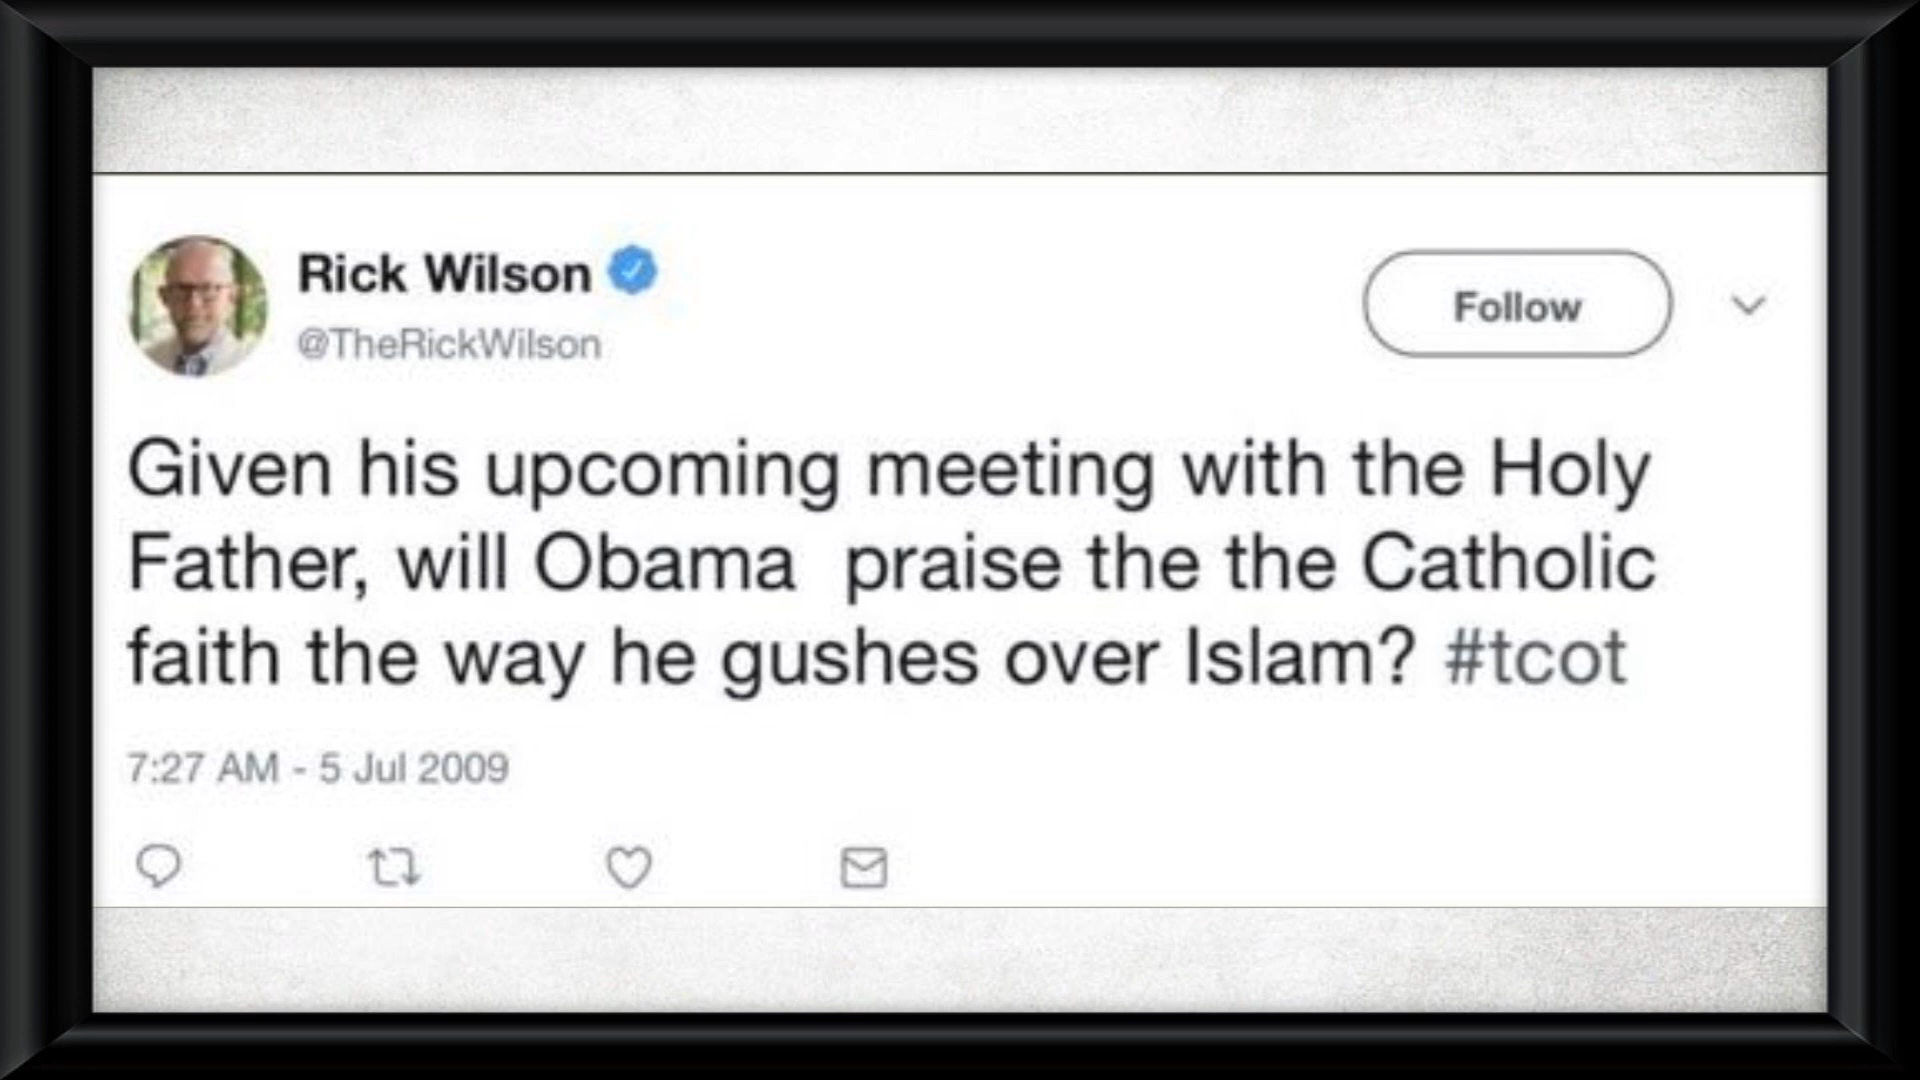 Rick Wilson
@TheRickWilson
Follow
Given his upcoming meeting with the Holy
Father, will Obama  praise the the Catholic
faith the way he gushes over Islam? #tcot
7:27 AM - 5 Jul 2009